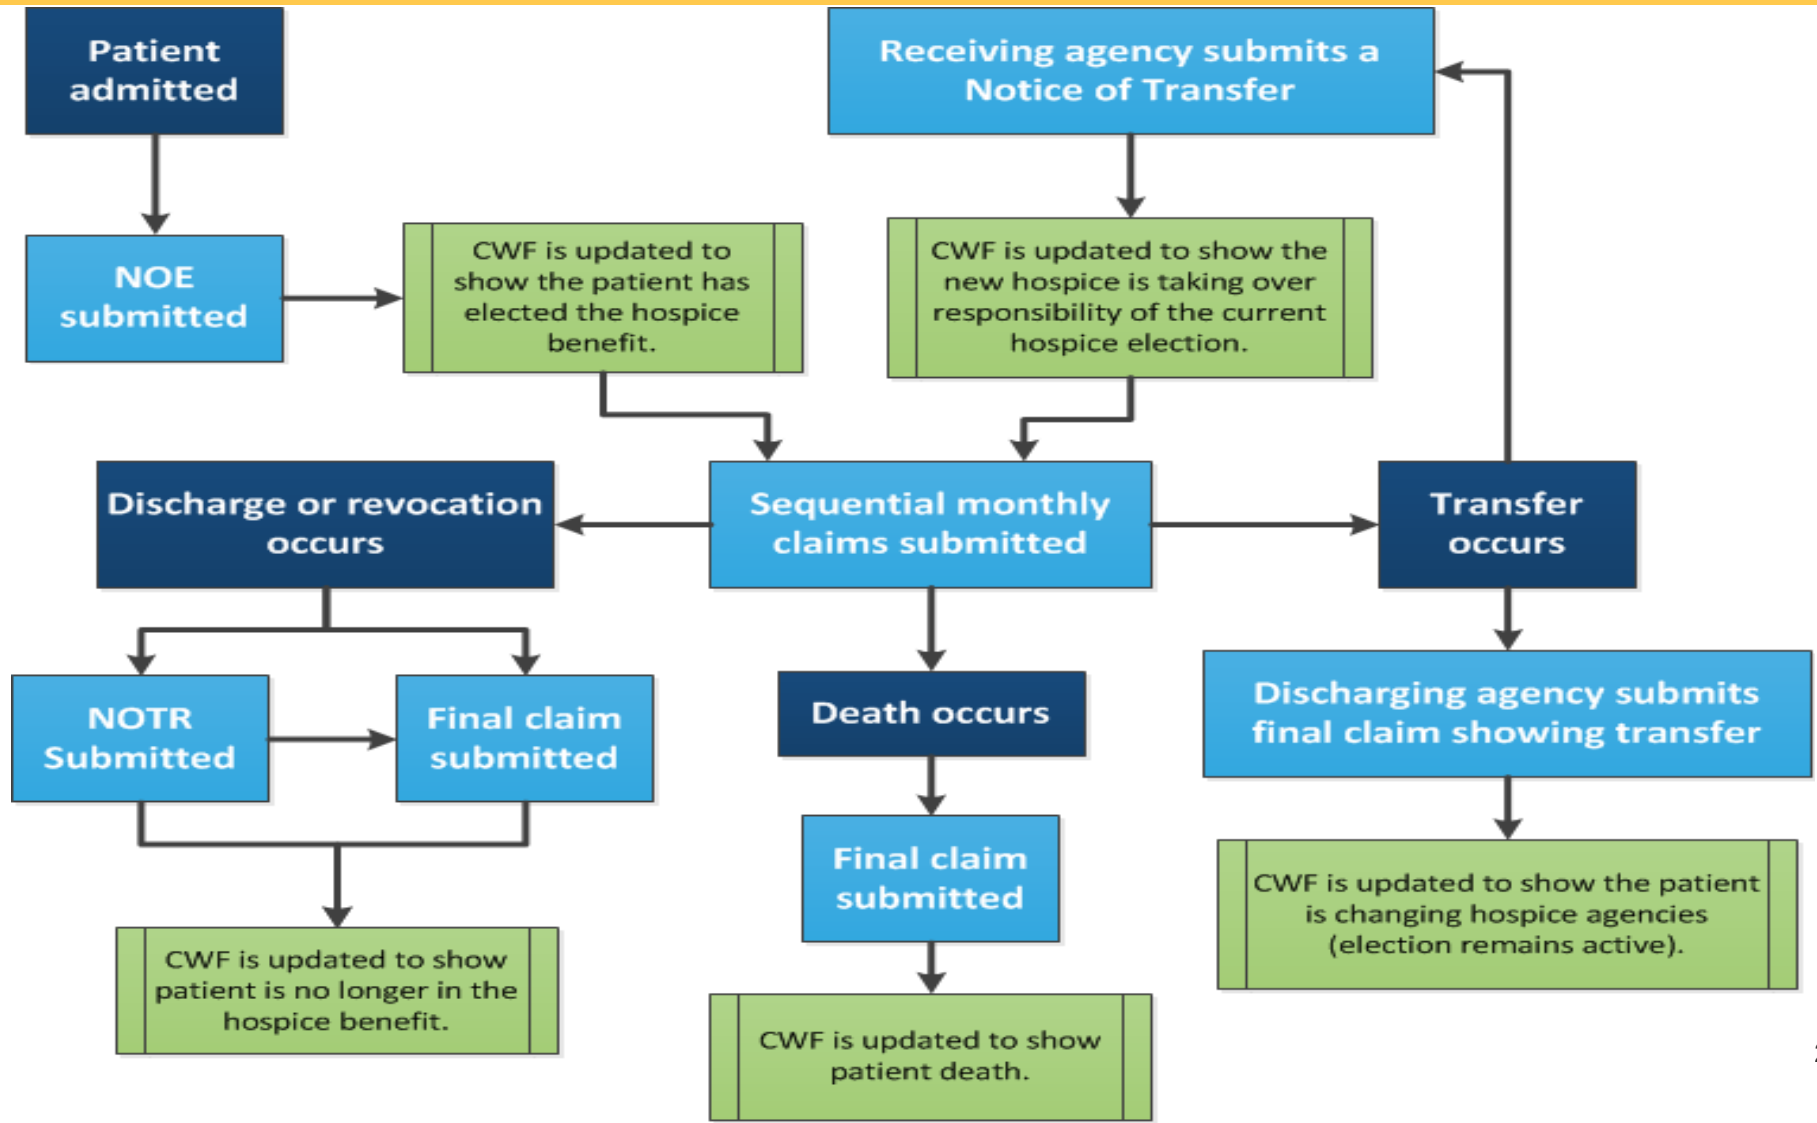 Patient
admitted
Receiving agency submits a
Notice of Transfer
NOE
submitted
CWF is updated to
show the patient has
elected the hospice
benefit.
CWF is updated to show the
new hospice is taking over
responsibility of the current
hospice election.
Discharge or revocation
occurs
Sequential monthly
claims submitted
Transfer
occurs
NOTR
Submitted
Final claim
submitted
Death occurs
Discharging agency submits
final claim showing transfer
Final claim
submitted
CWF is updated to show the patient
is changing hospice agencies
(election remains active).
CWF is updated to show
patient is no longer in the
hospice benefit.
CWF is updated to show
patient death.